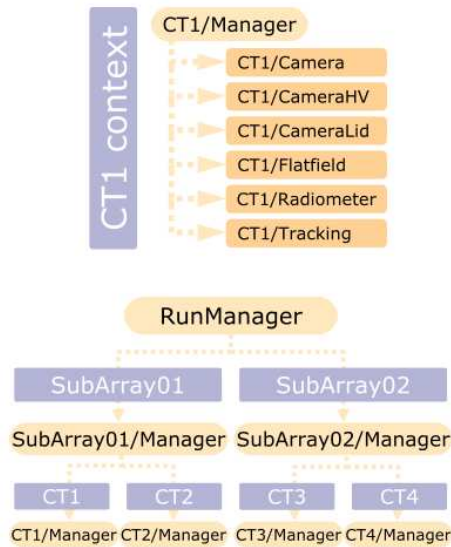 CT1 context
CT1/Manager
CT1/Camera
CT1/CameraHV
CT1/CameraLid
CT1/Flatfield
CT1/Radiometer
CT1/Tracking
RunManager
SubArray01 SubArray02
SubArray01/Manager SubArray02/Manager
CT1 CT2 CT3 CT4
CT1/Manager CT2/Manager CT3/Manager CT4/Manager